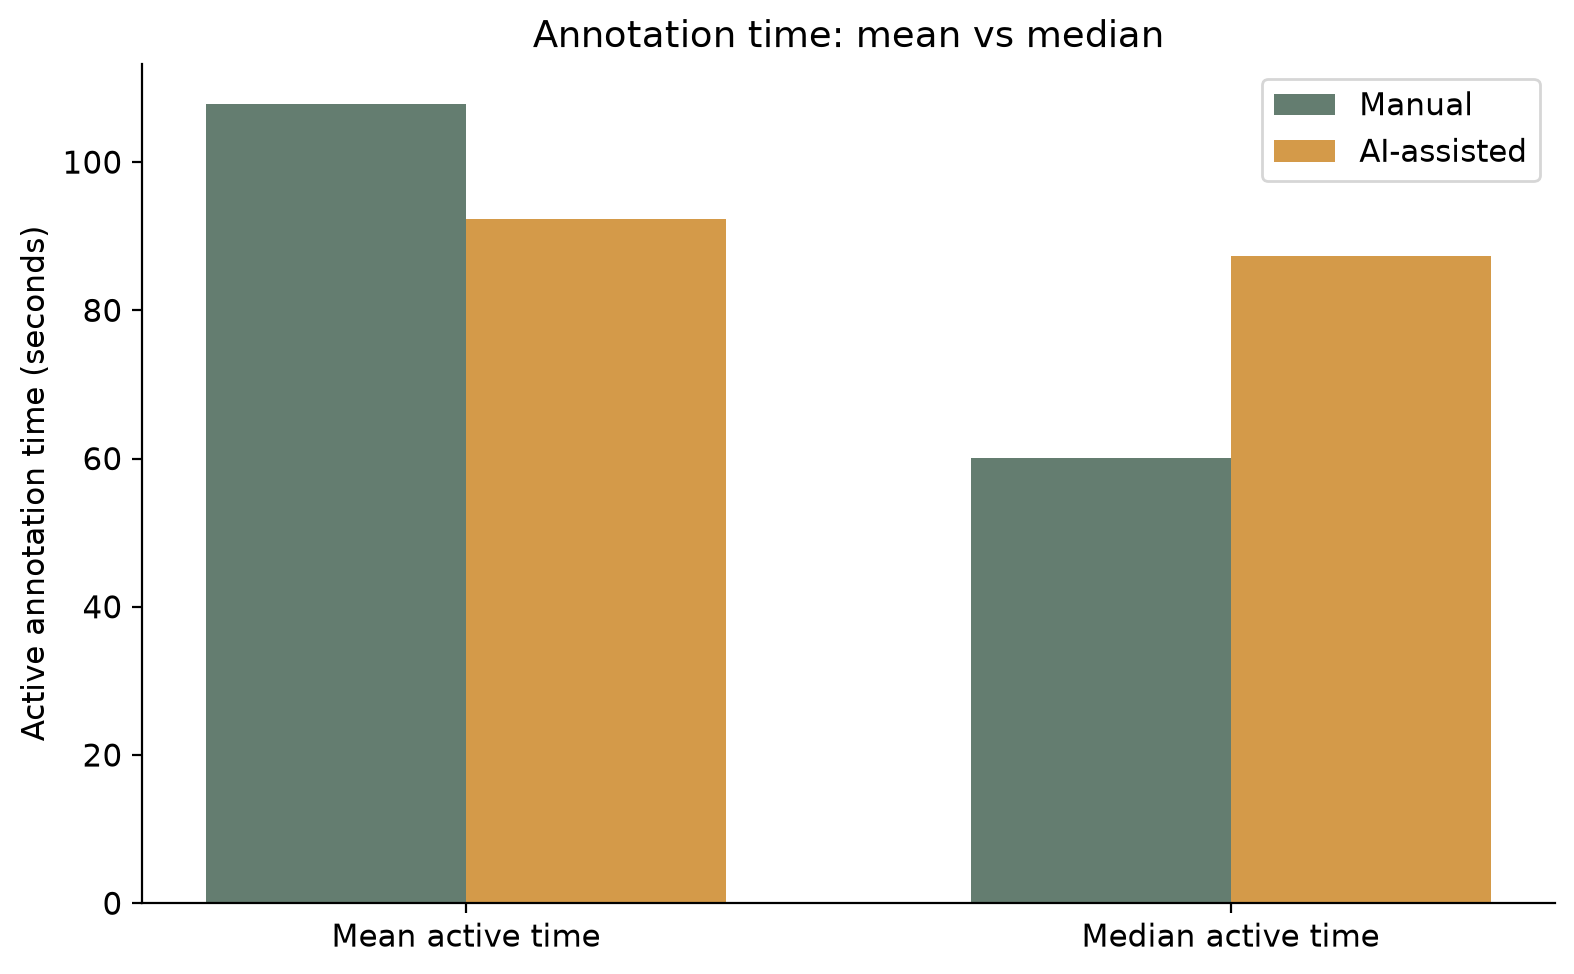 Annotation time: mean vs median
Manual
AI-assisted
Active annotation time (seconds)
100
80
60
40
20
0
Mean active time
Median active time